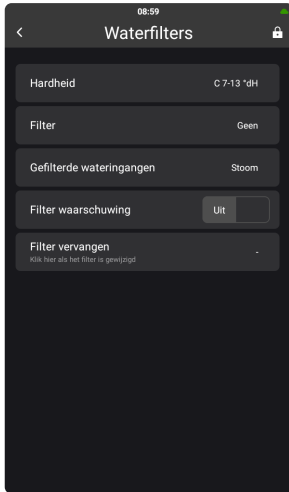 08:59
Waterfilters
Hardheid C 7-13 °dH
Filter Geen
Gefilterde wateringangen Stoom
Filter waarschuwing Uit
Filter vervangen -
Klik hier als het filter is gewijzigd